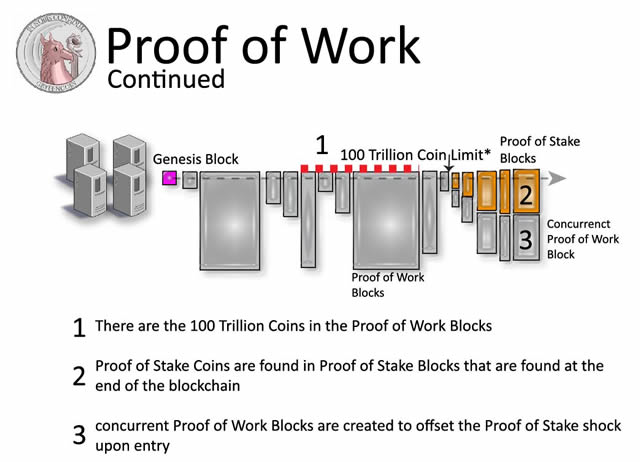 Proof of Work
Continued
Genesis Block
1
100 Trillion Coin Limit*
Proof of Stake
Blocks
2
3
Concurrenct
Proof of Work
Block
Proof of Work
Blocks
1 There are the 100 Trillion Coins in the Proof of Work Blocks
2 Proof of Stake Coins are found in Proof of Stake Blocks that are found at the
end of the blockchain
3 concurrent Proof of Work Blocks are created to offset the Proof of Stake shock
upon entry